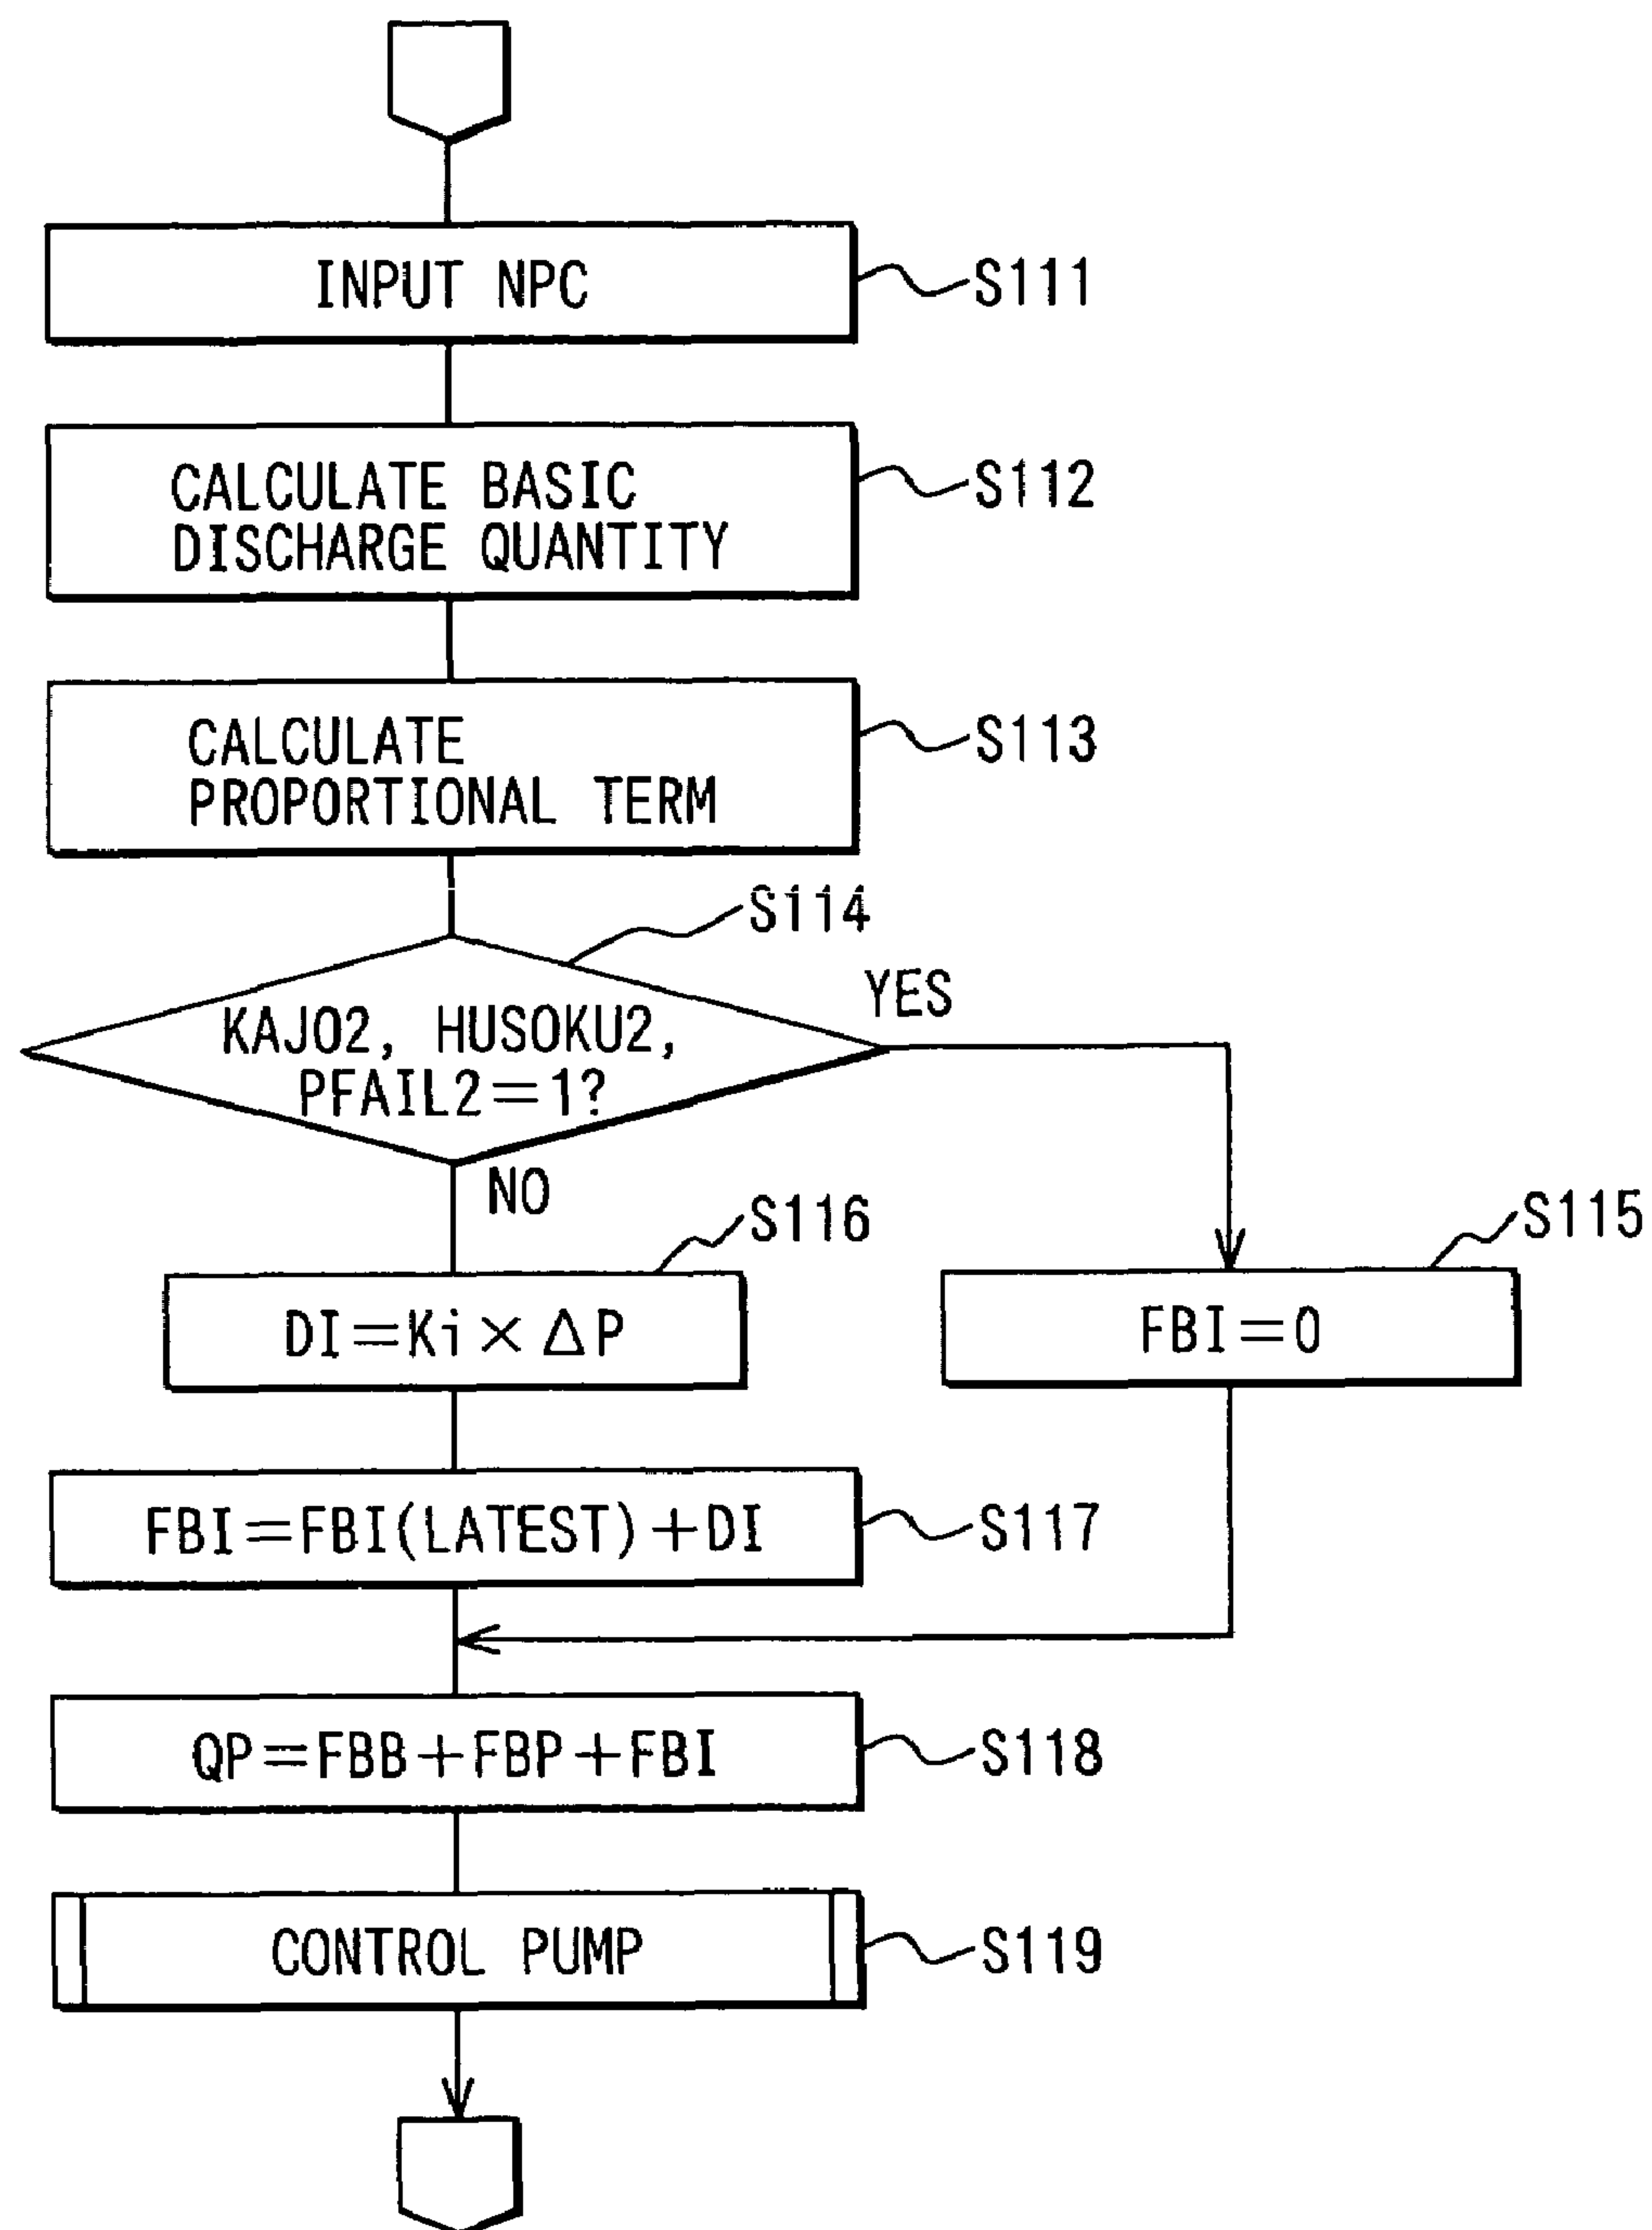 INPUT NPC
S111
CALCULATE BASIC
DISCHARGE QUANTITY
S112
CALCULATE
PROPORTIONAL TERM
S113
S114
KAJO2, HUSOKU2,
PFAIL2=1?
YES
NO
S116
DI=Ki×ΔP
S115
FBI=0
FBI=FBI(LATEST)+DI
S117
QP=FBB+FBP+FBI
S118
CONTROL PUMP
S119